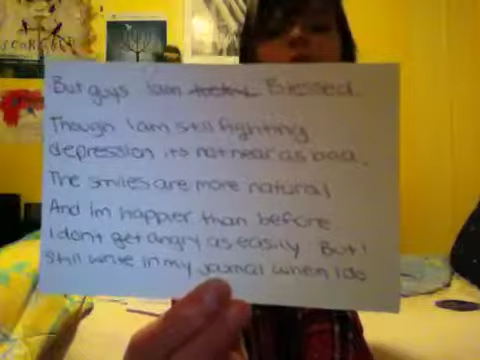 But guys I am Blessed.
Though I am still fighting
depression its not near as bad.
The smiles are more natural
And Im happier than before
I dont get angry as easily. But I
still write in my journal when I do